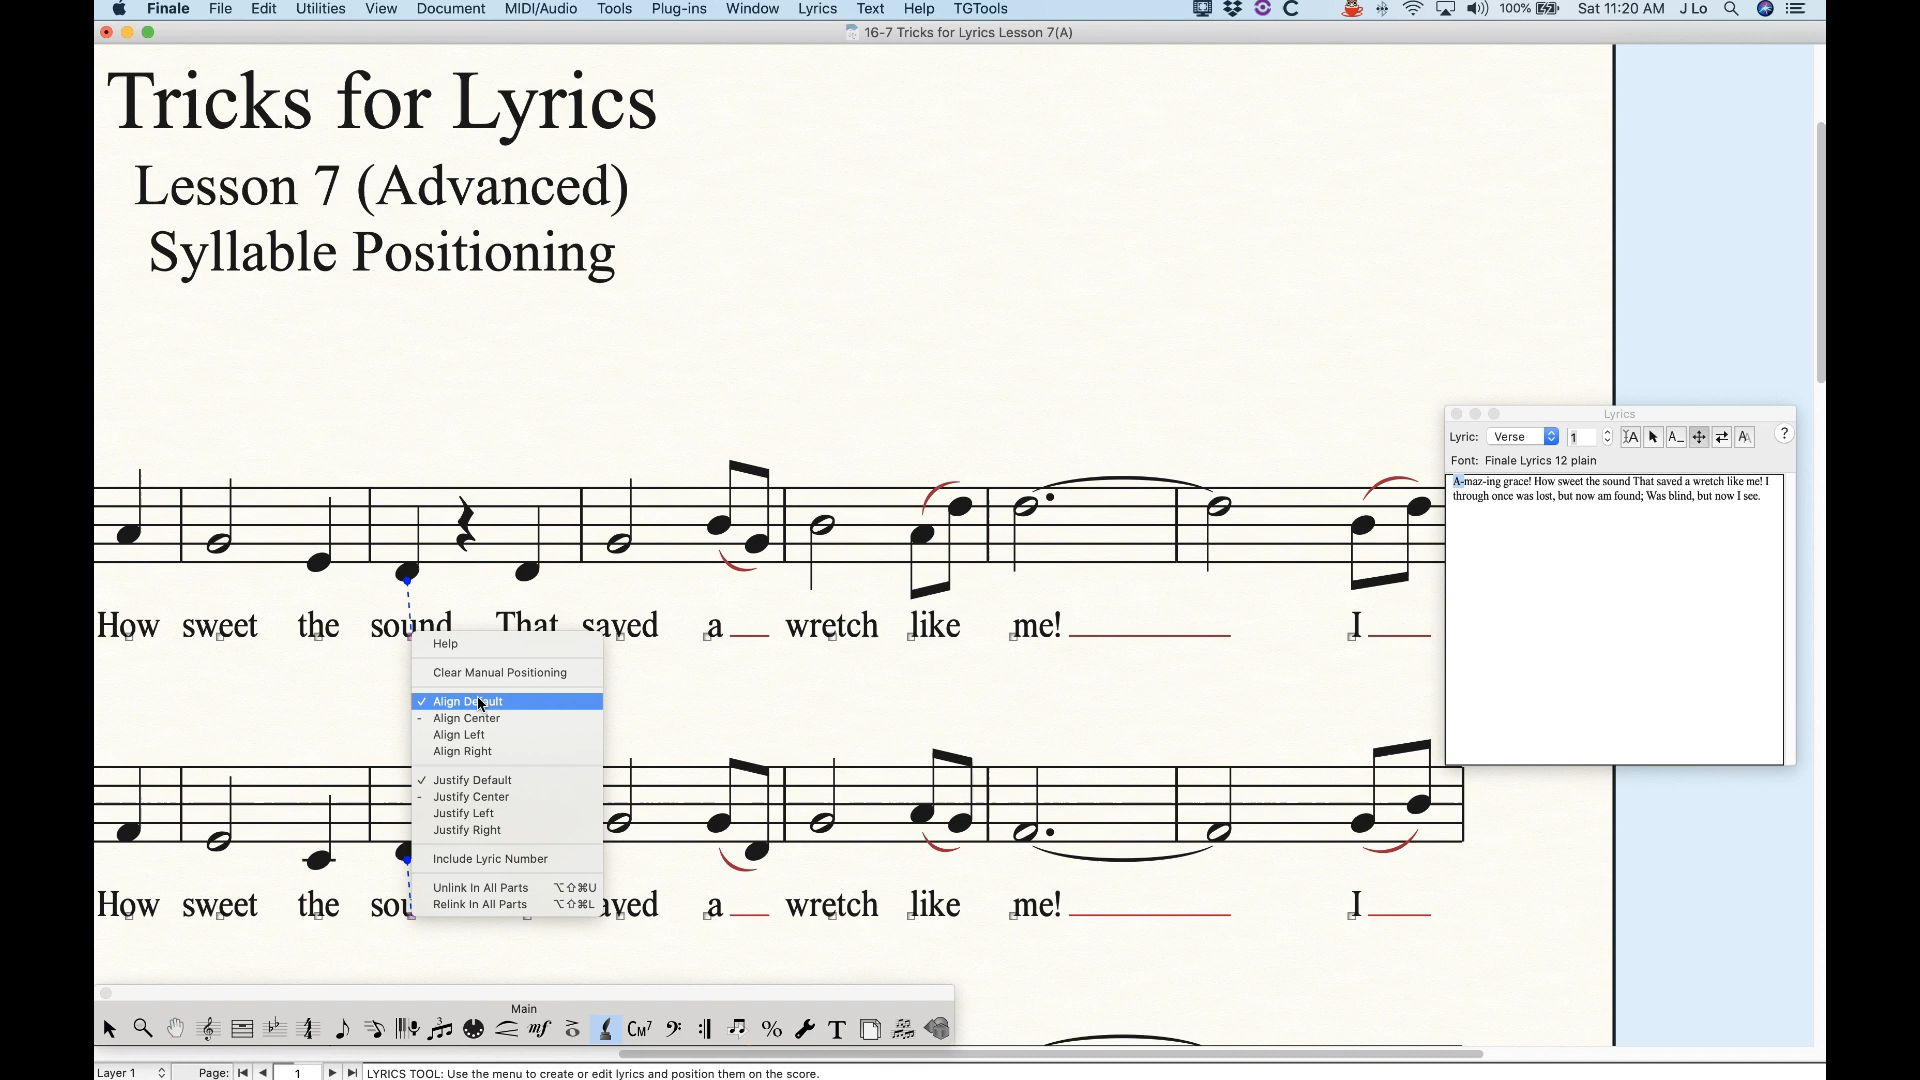 Finale File Edit Utilities View Document MIDI/Audio Tools Plug-ins Window Lyrics Text Help TGTools 100% Sat 11:20 AM J Lo
16-7 Tricks for Lyrics Lesson 7(A)
Tricks for Lyrics
Lesson 7 (Advanced)
Syllable Positioning
Lyrics
Lyric: Verse 1 ?
Font: Finale Lyrics 12 plain
A-maz-ing grace! How sweet the sound That saved a wretch like me! I
through once was lost, but now am found; Was blind, but now I see.
How sweet the sound That saved a wretch like me! I
Help
Clear Manual Positioning
Align Default
- Align Center
Align Left
Align Right
Justify Default
- Justify Center
Justify Left
Justify Right
Include Lyric Number
Unlink In All Parts ⌥⇧⌘U
Relink In All Parts ⌥⇧⌘L
How sweet the sou aved a wretch like me! I
Main
CM7 mf % T
Layer 1 Page: 1 LYRICS TOOL: Use the menu to create or edit lyrics and position them on the score.